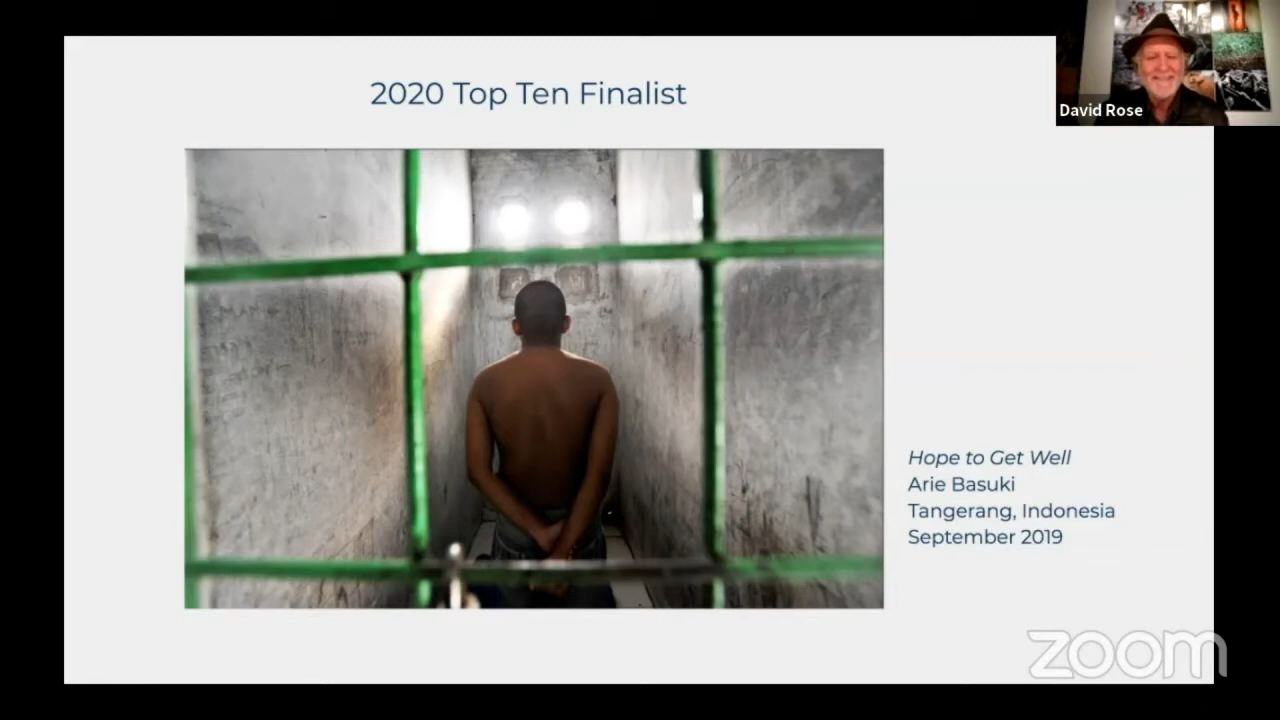 2020 Top Ten Finalist
David Rose
Hope to Get Well
Arie Basuki
Tangerang, Indonesia
September 2019
zoom